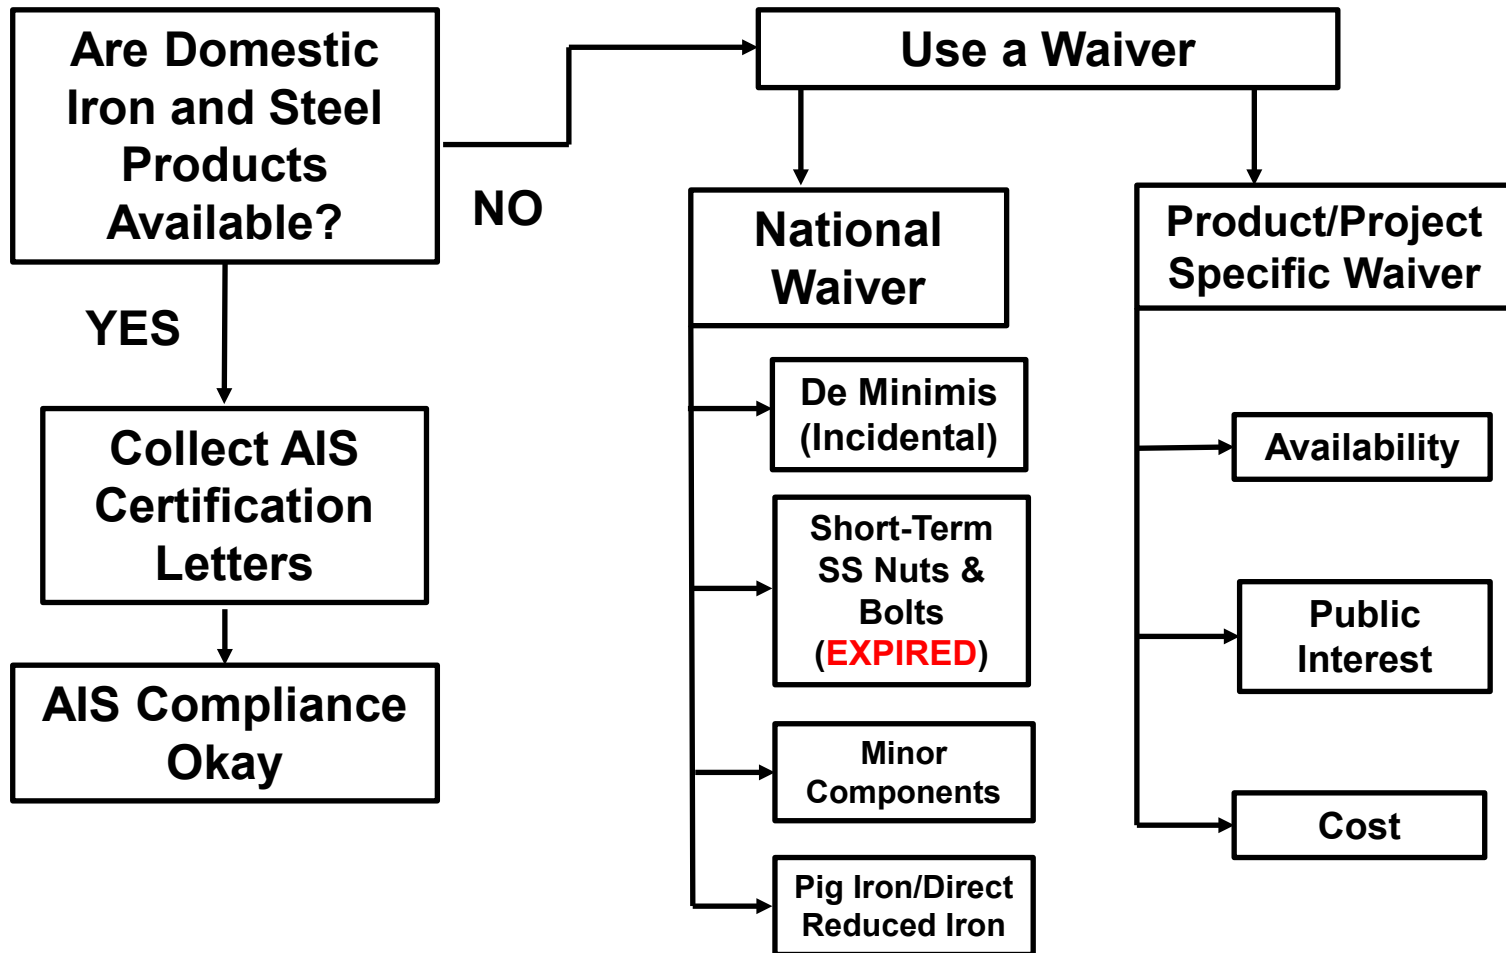 Are Domestic
Iron and Steel
Products
Available?
NO
YES
Collect AIS
Certification
Letters
AIS Compliance
Okay
Use a Waiver
National
Waiver
De Minimis
(Incidental)
Short-Term
SS Nuts &
Bolts
(EXPIRED)
Minor
Components
Pig Iron/Direct
Reduced Iron
Product/Project
Specific Waiver
Availability
Public
Interest
Cost